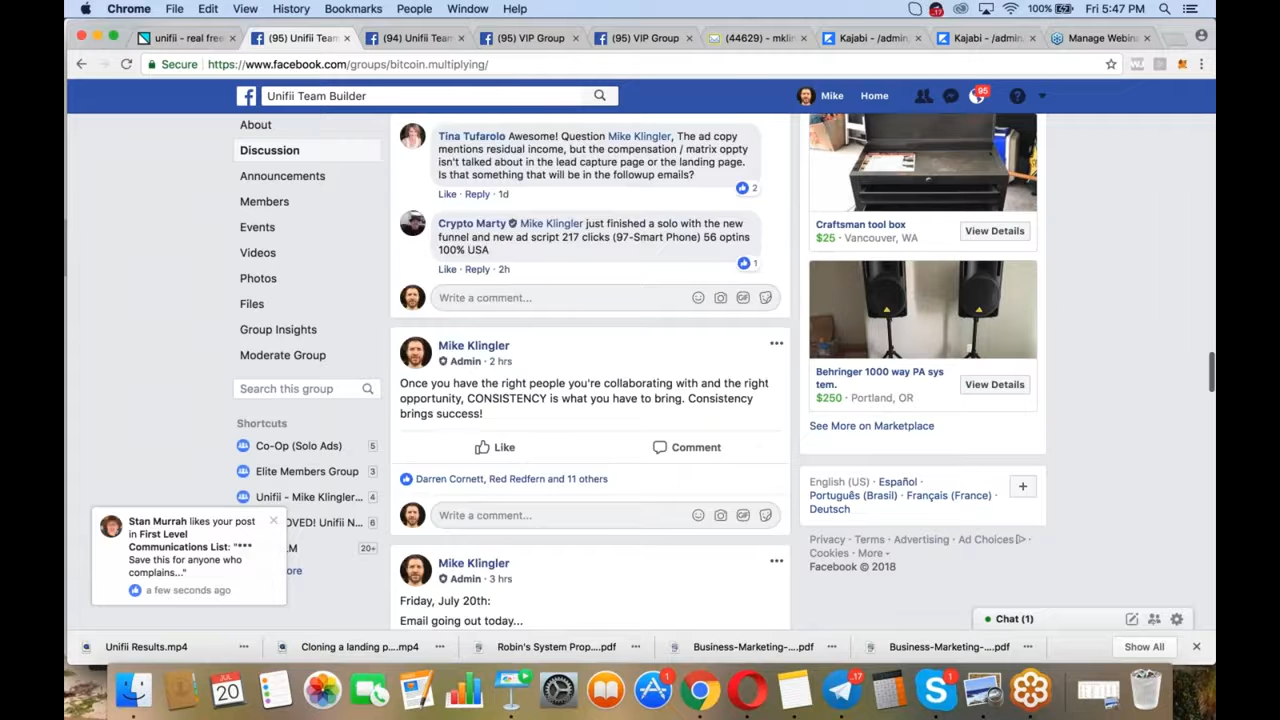 Chrome File Edit View History Bookmarks People Window Help 17 100% Fri 5:47 PM
unifii - real free (95) Unifii Team (94) Unifii Team (95) VIP Group (95) VIP Group (44629) - mklin Kajabi - /admin Kajabi - /admin, Manage Webina
Secure https://www.facebook.com/groups/bitcoin.multiplying/
Unifii Team Builder Mike Home 95
About
Discussion
Announcements
Members
Events
Videos
Photos
Files
Group Insights
Moderate Group
Search this group
Shortcuts
Co-Op (Solo Ads) 5
Elite Members Group 3
Unifii - Mike Klingler... 4
OVED! Unifii N... 6
.M 20+
ore
Stan Murrah likes your post
in First Level
Communications List: "***
Save this for anyone who
complains..."
a few seconds ago
Tina Tufarolo Awesome! Question Mike Klingler, The ad copy
mentions residual income, but the compensation / matrix oppty
isn't talked about in the lead capture page or the landing page.
Is that something that will be in the followup emails?
2
Like · Reply · 1d
Crypto Marty Mike Klingler just finished a solo with the new
funnel and new ad script 217 clicks (97-Smart Phone) 56 optins
100% USA
1
Like · Reply · 2h
Write a comment...
Mike Klingler
Admin · 2 hrs
Once you have the right people you're collaborating with and the right
opportunity, CONSISTENCY is what you have to bring. Consistency
brings success!
Like Comment
Darren Cornett, Red Redfern and 11 others
Write a comment...
Mike Klingler
Admin · 3 hrs
Friday, July 20th:
Email going out today...
Craftsman tool box
$25 · Vancouver, WA
View Details
Behringer 1000 way PA sys
tem.
$250 · Portland, OR
View Details
See More on Marketplace
English (US) · Español ·
Português (Brasil) · Français (France) ·
Deutsch
Privacy · Terms · Advertising · Ad Choices ·
Cookies · More
Facebook © 2018
Chat (1)
Unifii Results.mp4 Cloning a landing p....mp4 Robin's System Prop....pdf Business-Marketing-....pdf Business-Marketing-....pdf Show All
20 1 17 1